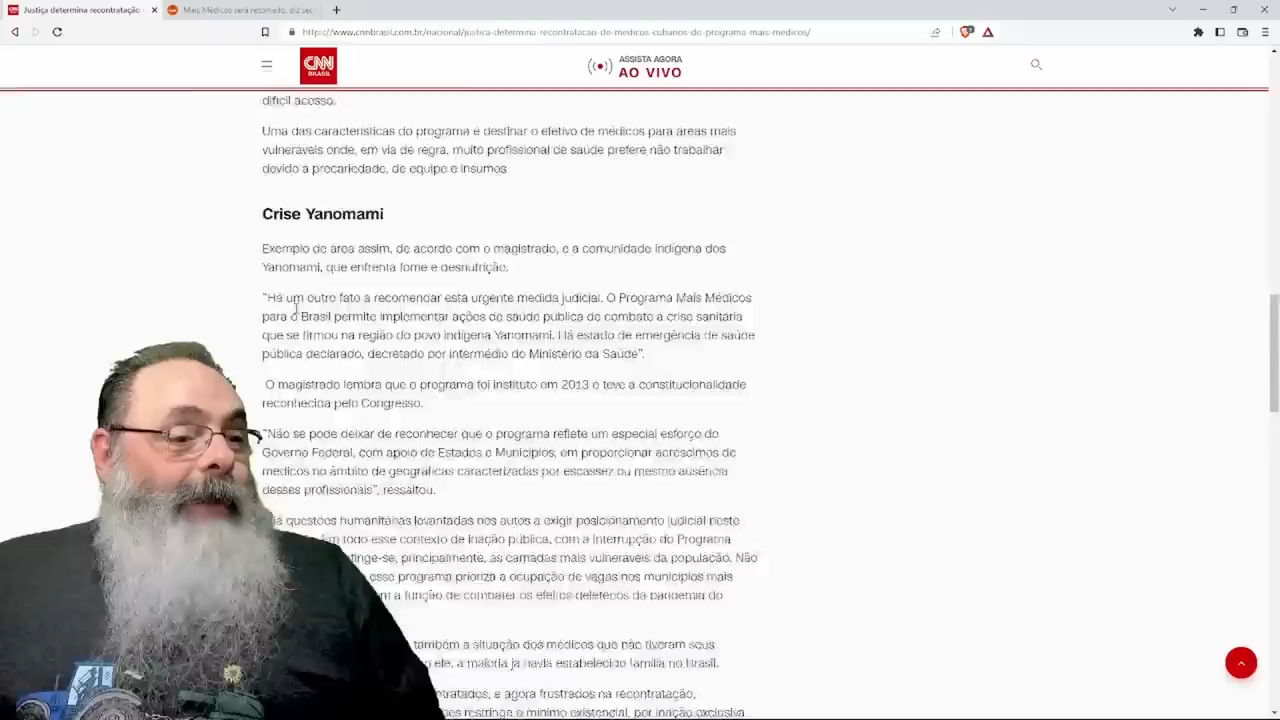 Justiça determina recontratação
Mais Médicos será retomado, diz sec
https://www.cnnbrasil.com.br/nacional/justica-determina-recontratacao-de-medicos-cubanos-do-programa-mais-medicos/
CNN
BRASIL
ASSISTA AGORA
AO VIVO
difícil acesso.
Uma das características do programa é destinar o efetivo de médicos para áreas mais
vulneráveis onde, em via de regra, muito profissional de saúde prefere não trabalhar
devido a precariedade, de equipe e insumos
Crise Yanomami
Exemplo de área assim, de acordo com o magistrado, é a comunidade indígena dos
Yanomami, que enfrenta fome e desnutrição.
"Há um outro fato a recomendar esta urgente medida judicial. O Programa Mais Médicos
para o Brasil permite implementar ações de saúde pública de combate à crise sanitária
que se firmou na região do povo indígena Yanomami. Há estado de emergência de saúde
pública declarado, decretado por intermédio do Ministério da Saúde".
O magistrado lembra que o programa foi instituto em 2013 e teve a constitucionalidade
reconhecida pelo Congresso.
"Não se pode deixar de reconhecer que o programa reflete um especial esforço do
Governo Federal, com apoio de Estados e Municípios, em proporcionar acréscimos de
médicos no âmbito de geográficas caracterizadas por escassez ou mesmo ausência
desses profissionais", ressaltou.
questões humanitárias levantadas nos autos a exigir posicionamento judicial neste
todo esse contexto de inação pública, com a Interrupção do Programa
tinge-se, principalmente, as camadas mais vulneráveis da população. Não
esse programa prioriza a ocupação de vagas nos municípios mais
a função de combater os efeitos deletérios da pandemia do
também a situação dos médicos que não tiveram seus
ele, a maioria já havia estabelecido família no Brasil.
tratados, e agora frustrados na recontratação,
restringe o mínimo existencial, por inação exclusiva